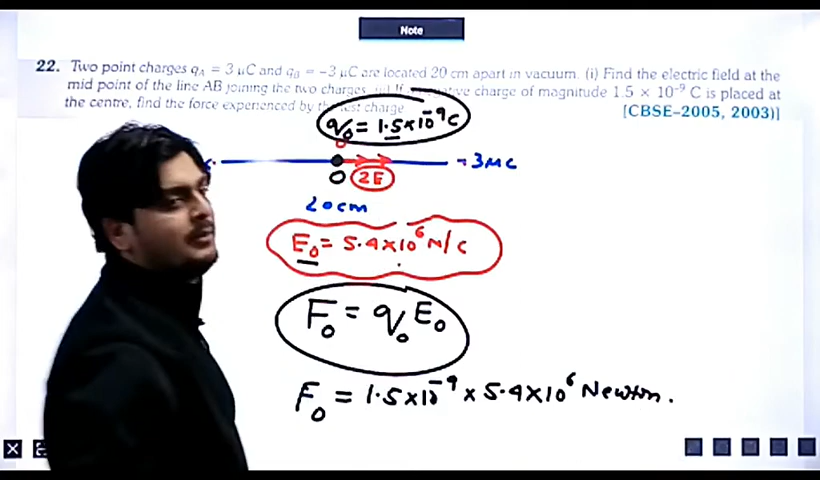 Note
22. Two point charges qA = 3 μC and qB = −3 μC are located 20 cm apart in vacuum. (i) Find the electric field at the
mid point of the line AB joining the two charges. (ii) If a negative charge of magnitude 1.5 × 10⁻⁹ C is placed at
the centre, find the force experienced by the test charge
[CBSE–2005, 2003)]
q₀ = 1.5×10⁻⁹C
-3μC
O
2E
20cm
E₀ = 5.4×10⁶ N/C
F₀ = q₀E₀
F₀ = 1.5×10⁻⁹ × 5.4×10⁶ Newton.